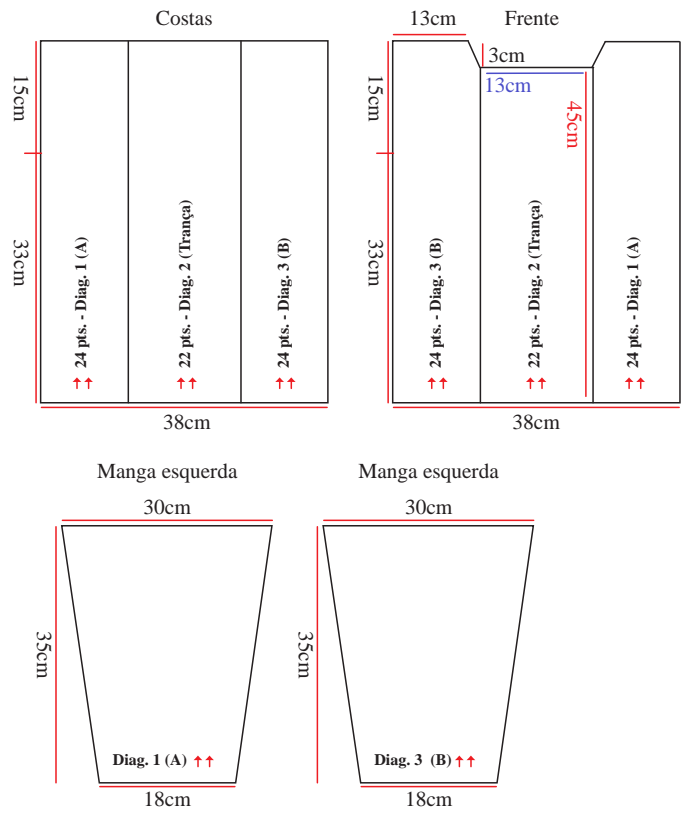 Costas
15cm
33cm
24 pts. - Diag. 1 (A)
22 pts. - Diag. 2 (Trança)
24 pts. - Diag. 3 (B)
38cm
Frente
13cm
3cm
13cm
45cm
15cm
33cm
24 pts. - Diag. 3 (B)
22 pts. - Diag. 2 (Trança)
24 pts. - Diag. 1 (A)
38cm
Manga esquerda
30cm
35cm
Diag. 1 (A)
18cm
Manga esquerda
30cm
35cm
Diag. 3 (B)
18cm